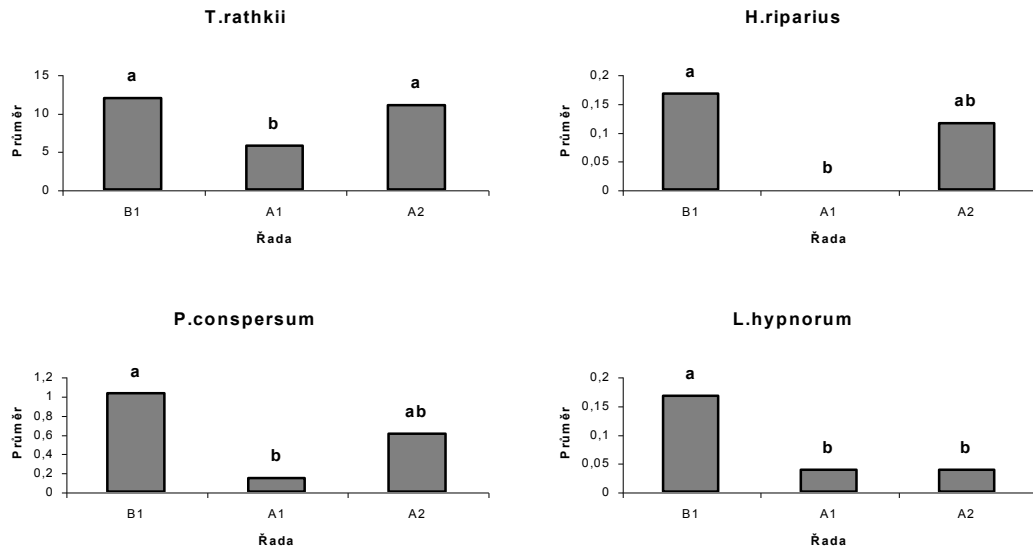 T.rathkii
15
10
5
0
Průměr
a
b
a
B1
A1
A2
Řada
H.riparius
0,2
0,15
0,1
0,05
0
Průměr
a
b
ab
B1
A1
A2
Řada
P.conspersum
1,2
1
0,8
0,6
0,4
0,2
0
Průměr
a
b
ab
B1
A1
A2
Řada
L.hypnorum
0,2
0,15
0,1
0,05
0
Průměr
a
b
b
B1
A1
A2
Řada